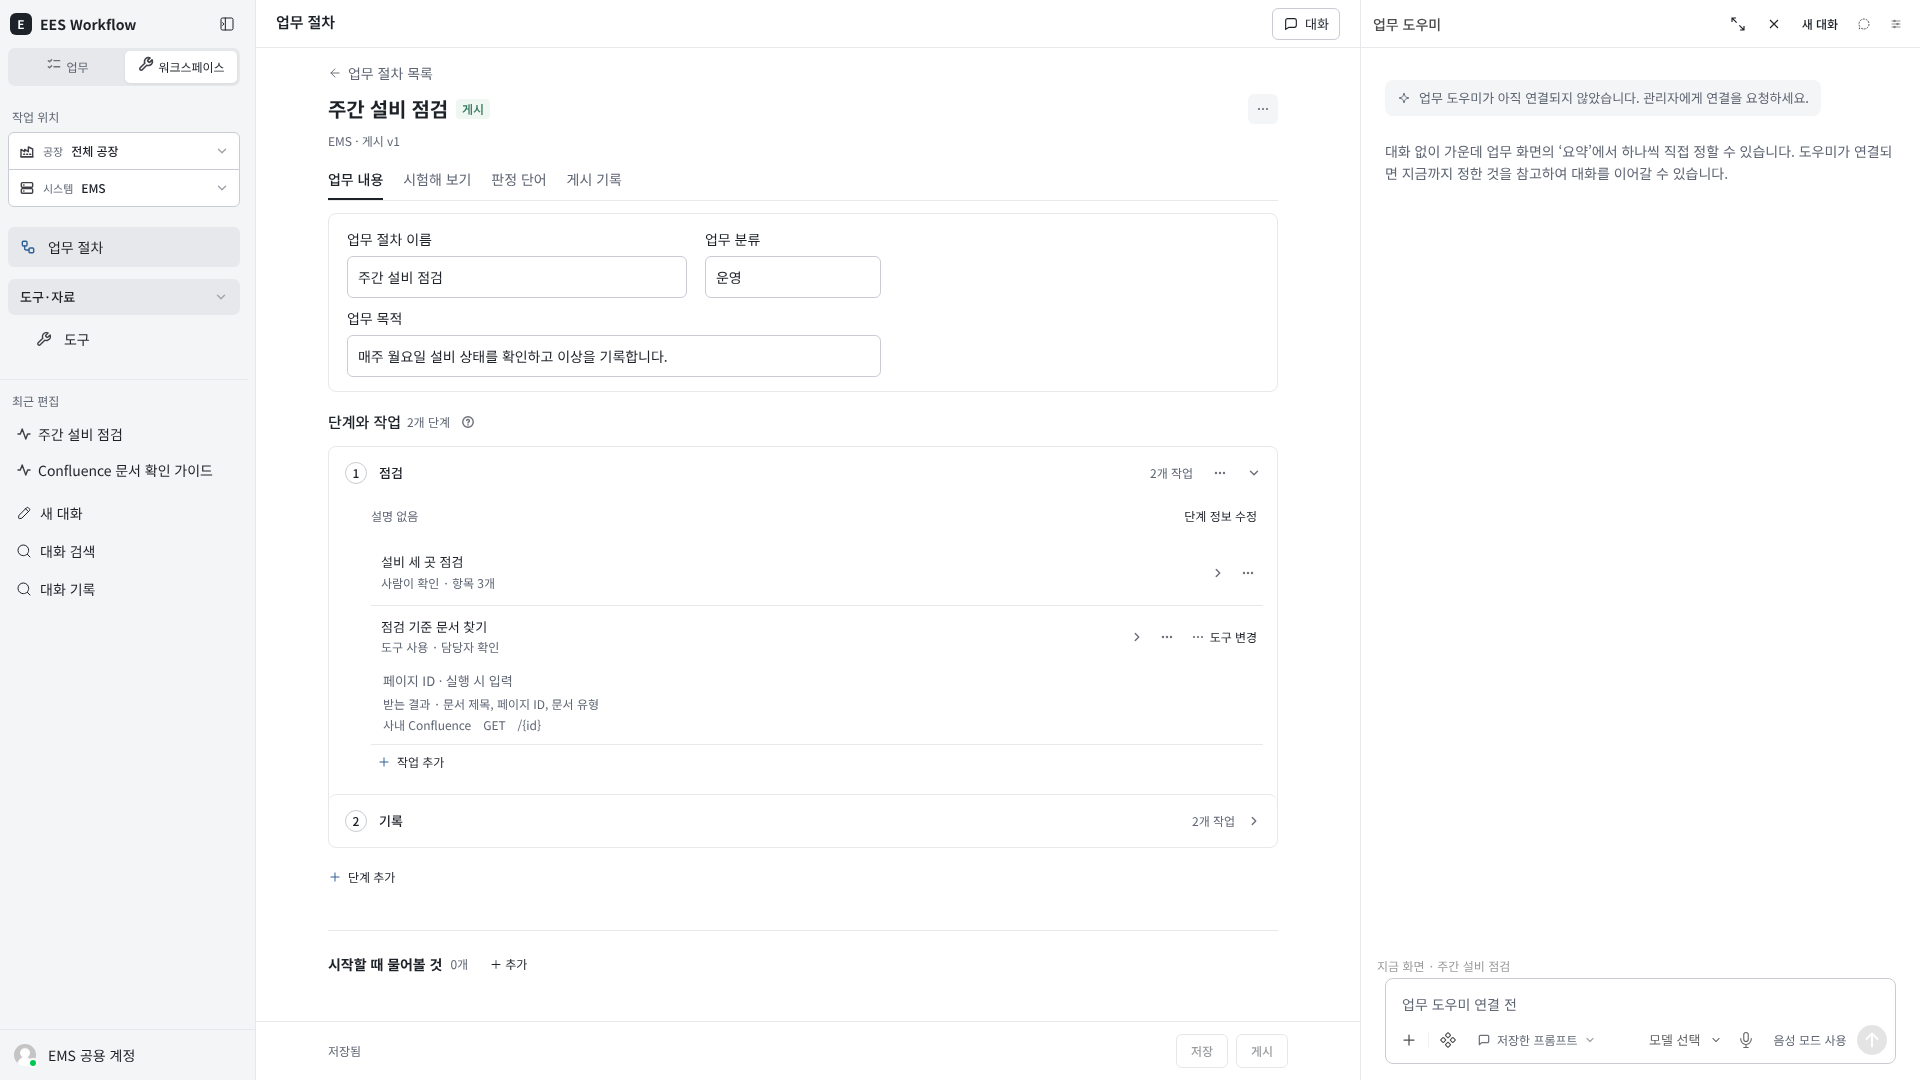 E EES Workflow
업무
워크스페이스
작업 위치
공장 전체 공장
시스템 EMS
업무 절차
도구·자료
도구
최근 편집
주간 설비 점검
Confluence 문서 확인 가이드
새 대화
대화 검색
대화 기록
EMS 공용 계정
업무 절차
대화
업무 절차 목록
주간 설비 점검 게시
EMS · 게시 v1
업무 내용 시험해 보기 판정 단어 게시 기록
업무 절차 이름
업무 분류
주간 설비 점검
운영
업무 목적
매주 월요일 설비 상태를 확인하고 이상을 기록합니다.
단계와 작업 2개 단계
1 점검
2개 작업
설명 없음
단계 정보 수정
설비 세 곳 점검
사람이 확인 · 항목 3개
점검 기준 문서 찾기
도구 사용 · 담당자 확인
도구 변경
페이지 ID · 실행 시 입력
받는 결과 · 문서 제목, 페이지 ID, 문서 유형
사내 Confluence GET /{id}
작업 추가
2 기록
2개 작업
단계 추가
시작할 때 물어볼 것 0개 추가
저장됨
저장
게시
업무 도우미
새 대화
업무 도우미가 아직 연결되지 않았습니다. 관리자에게 연결을 요청하세요.
대화 없이 가운데 업무 화면의 ‘요약’에서 하나씩 직접 정할 수 있습니다. 도우미가 연결되
면 지금까지 정한 것을 참고하여 대화를 이어갈 수 있습니다.
지금 화면 · 주간 설비 점검
업무 도우미 연결 전
저장한 프롬프트
모델 선택
음성 모드 사용